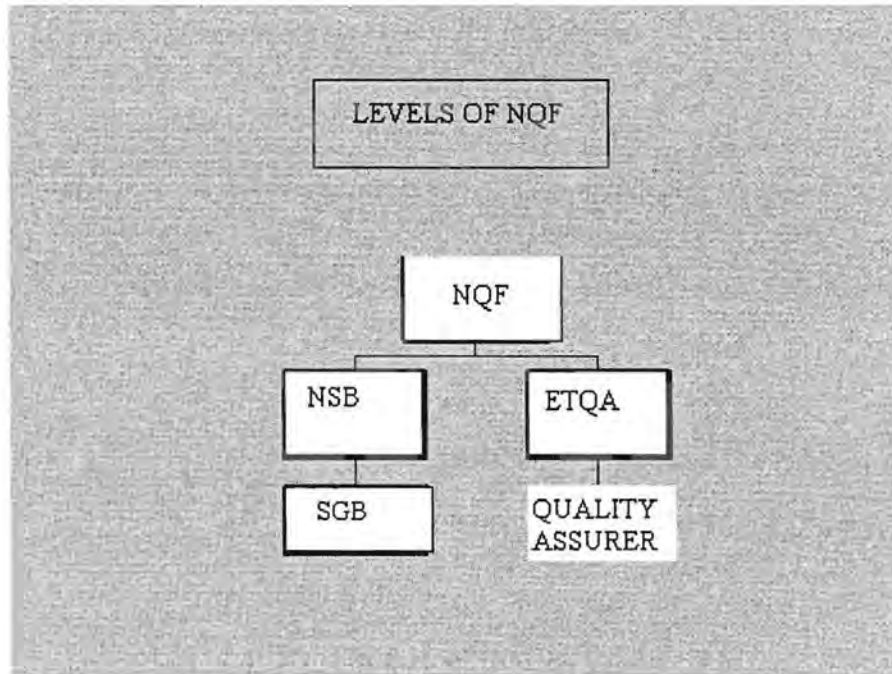 LEVELS OF NQF
NQF
NSB
ETQA
SGB
QUALITY
ASSURER